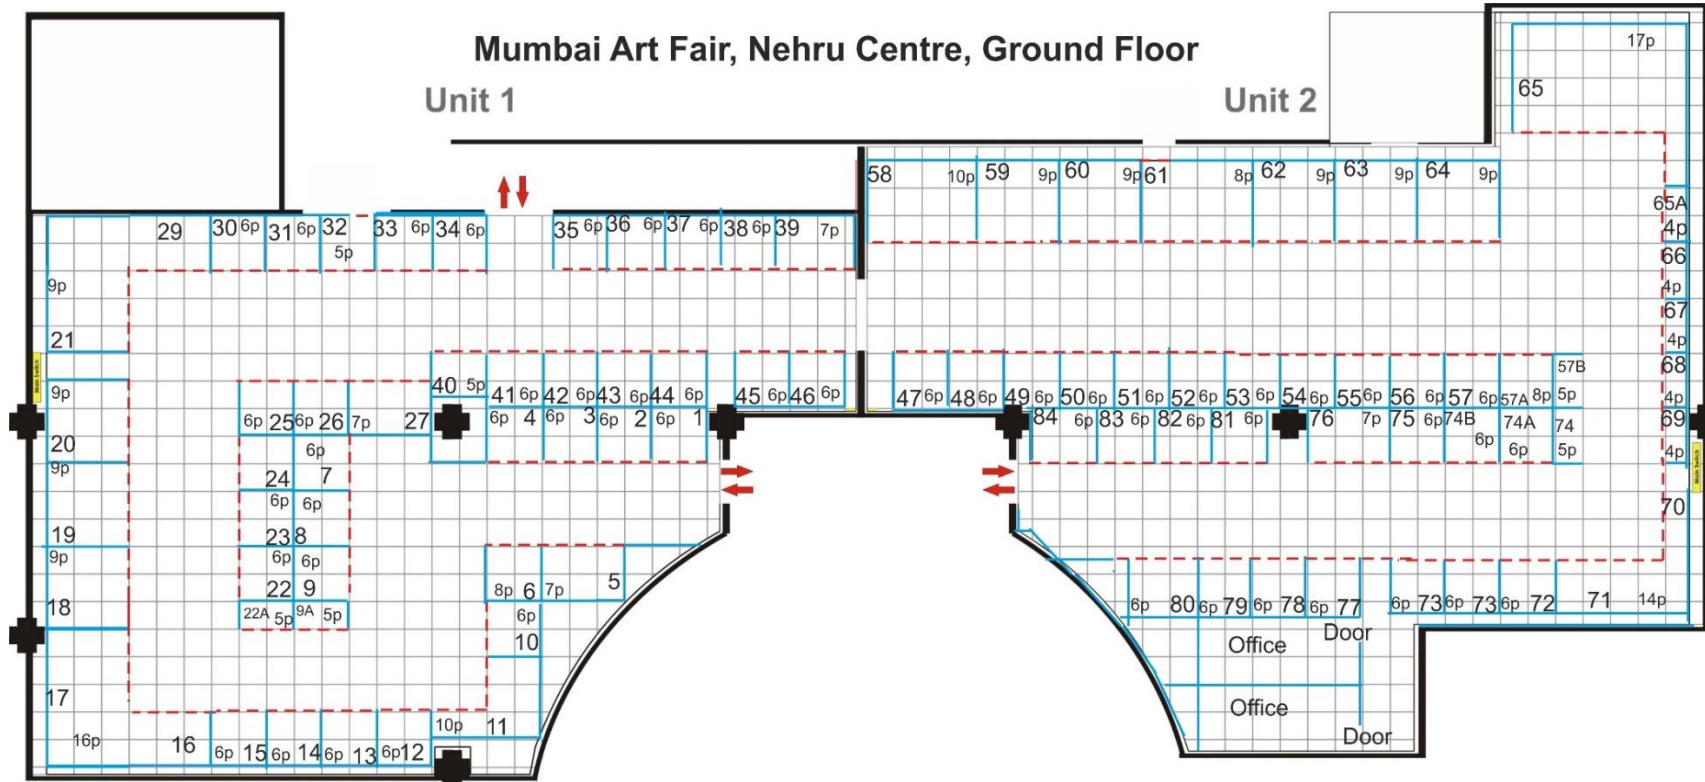 Mumbai Art Fair, Nehru Centre, Ground Floor
Unit 1
Unit 2
17p
65
58 10p 59 9p 60 9p 61 8p 62 9p 63 9p 64 9p
65A
4p
29 30 6p 31 6p 32 5p 33 6p 34 6p 35 6p 36 6p 37 6p 38 6p 39 7p
66
4p
9p
21
67
4p
Main Switch
40 5p 41 6p 42 6p 43 6p 44 6p 45 6p 46 6p
47 6p 48 6p 49 6p 50 6p 51 6p 52 6p 53 6p 54 6p 55 6p 56 6p 57 6p 57A 8p 57B 5p
68
4p
9p
20
6p 25 6p 26 7p 27
6p 4 6p 3 6p 2 6p 1
84 6p 83 6p 82 6p 81 6p 76 7p 75 6p 74B 6p 74A 6p 74 5p
69
4p
Main Switch
6p
24 7
9p
19
6p 6p
23 8
70
9p
18
6p 6p
22 9
22A 5p 9A 5p
8p 6 7p 5
6p
10
6p 80 6p 79 6p 78 6p 77 6p 73 6p 73 6p 72 71 14p
Office
Door
Office
Door
17
16p
16 6p 15 6p 14 6p 13 6p 12 10p 11